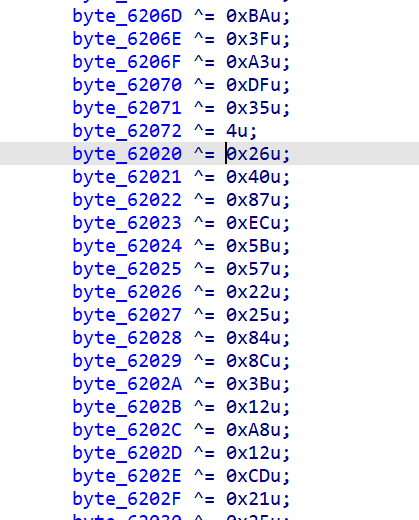 byte_6206D ^= 0xBAu;
byte_6206E ^= 0x3Fu;
byte_6206F ^= 0xA3u;
byte_62070 ^= 0xDFu;
byte_62071 ^= 0x35u;
byte_62072 ^= 4u;
byte_62020 ^= 0x26u;
byte_62021 ^= 0x40u;
byte_62022 ^= 0x87u;
byte_62023 ^= 0xECu;
byte_62024 ^= 0x5Bu;
byte_62025 ^= 0x57u;
byte_62026 ^= 0x22u;
byte_62027 ^= 0x25u;
byte_62028 ^= 0x84u;
byte_62029 ^= 0x8Cu;
byte_6202A ^= 0x3Bu;
byte_6202B ^= 0x12u;
byte_6202C ^= 0xA8u;
byte_6202D ^= 0x12u;
byte_6202E ^= 0xCDu;
byte_6202F ^= 0x21u;